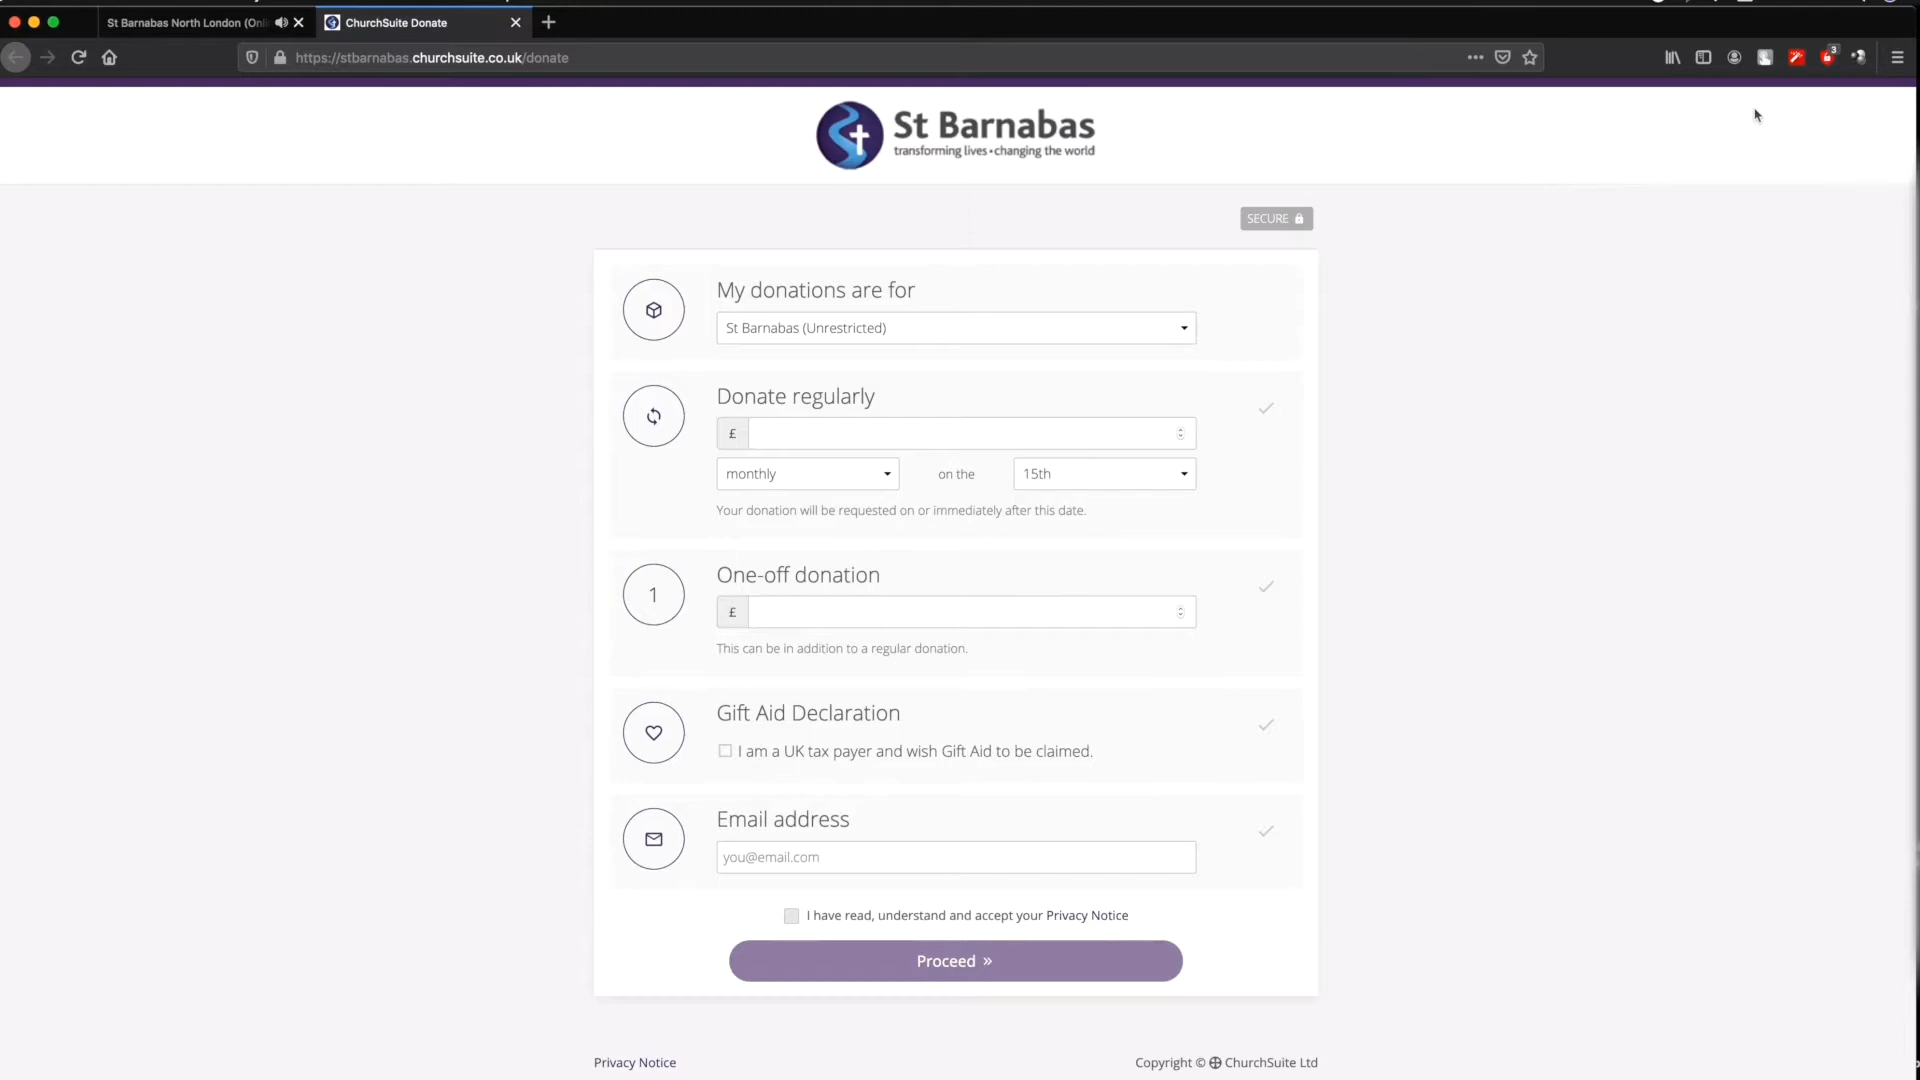 St Barnabas North London (Onli
ChurchSuite Donate
https://stbarnabas.churchsuite.co.uk/donate
3
St Barnabas
transforming lives • changing the world
SECURE
My donations are for
St Barnabas (Unrestricted)
Donate regularly
£
monthly
on the
15th
Your donation will be requested on or immediately after this date.
1
One-off donation
£
This can be in addition to a regular donation.
Gift Aid Declaration
I am a UK tax payer and wish Gift Aid to be claimed.
Email address
you@email.com
I have read, understand and accept your Privacy Notice
Proceed »
Privacy Notice
Copyright © ChurchSuite Ltd